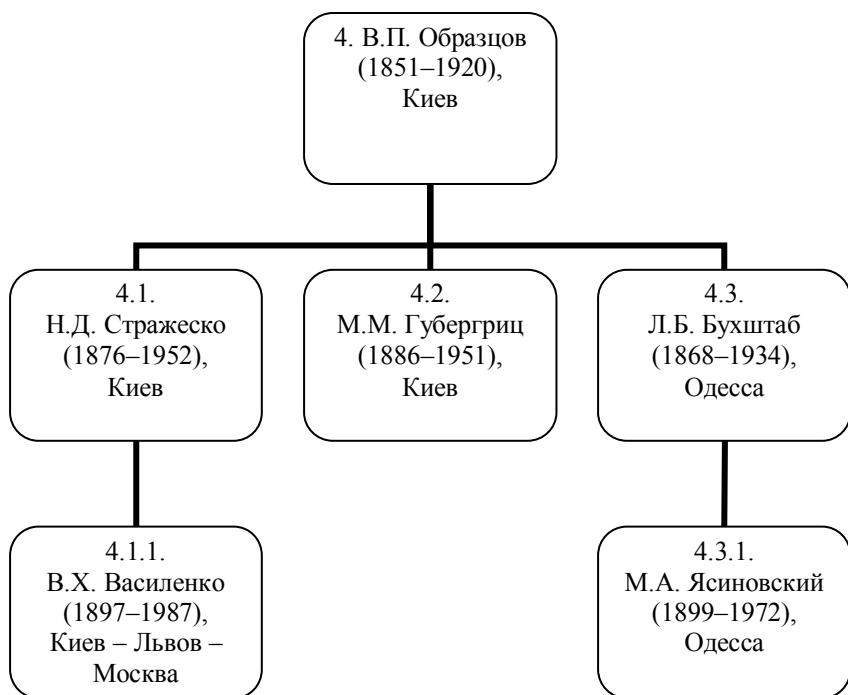 4. В.П. Образцов
(1851–1920),
Киев
4.1.
Н.Д. Стражеско
(1876–1952),
Киев
4.2.
М.М. Губергриц
(1886–1951),
Киев
4.3.
Л.Б. Бухштаб
(1868–1934),
Одесса
4.1.1.
В.Х. Василенко
(1897–1987),
Киев – Львов –
Москва
4.3.1.
М.А. Ясиновский
(1899–1972),
Одесса